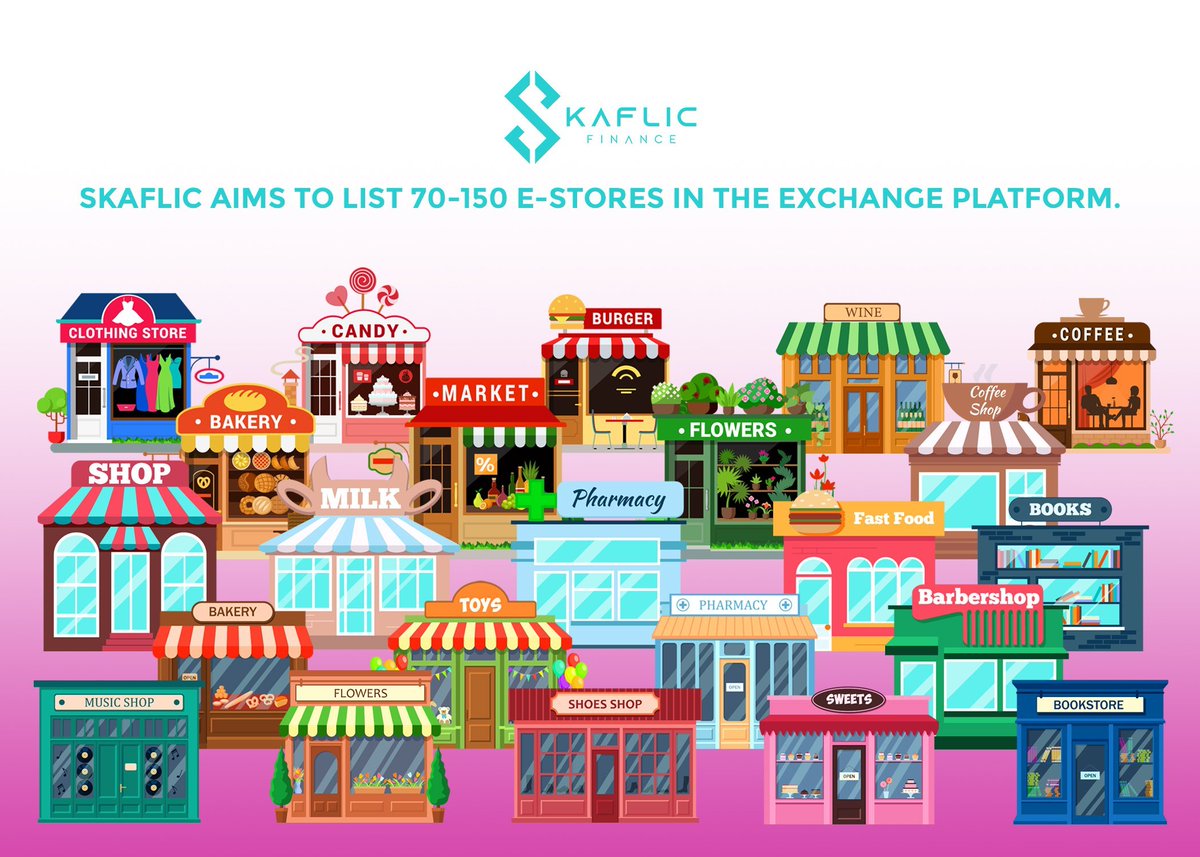 SKAFLIC
FINANCE
SKAFLIC AIMS TO LIST 70-150 E-STORES IN THE EXCHANGE PLATFORM.
CLOTHING STORE
CANDY
BURGER
WINE
COFFEE
BAKERY
MARKET
FLOWERS
Coffee
Shop
SHOP
MILK
%
Pharmacy
Fast Food
BOOKS
BAKERY
TOYS
PHARMACY
Barbershop
OPEN
OPEN
MUSIC SHOP
FLOWERS
SHOES SHOP
SWEETS
BOOKSTORE
OPEN
OPEN